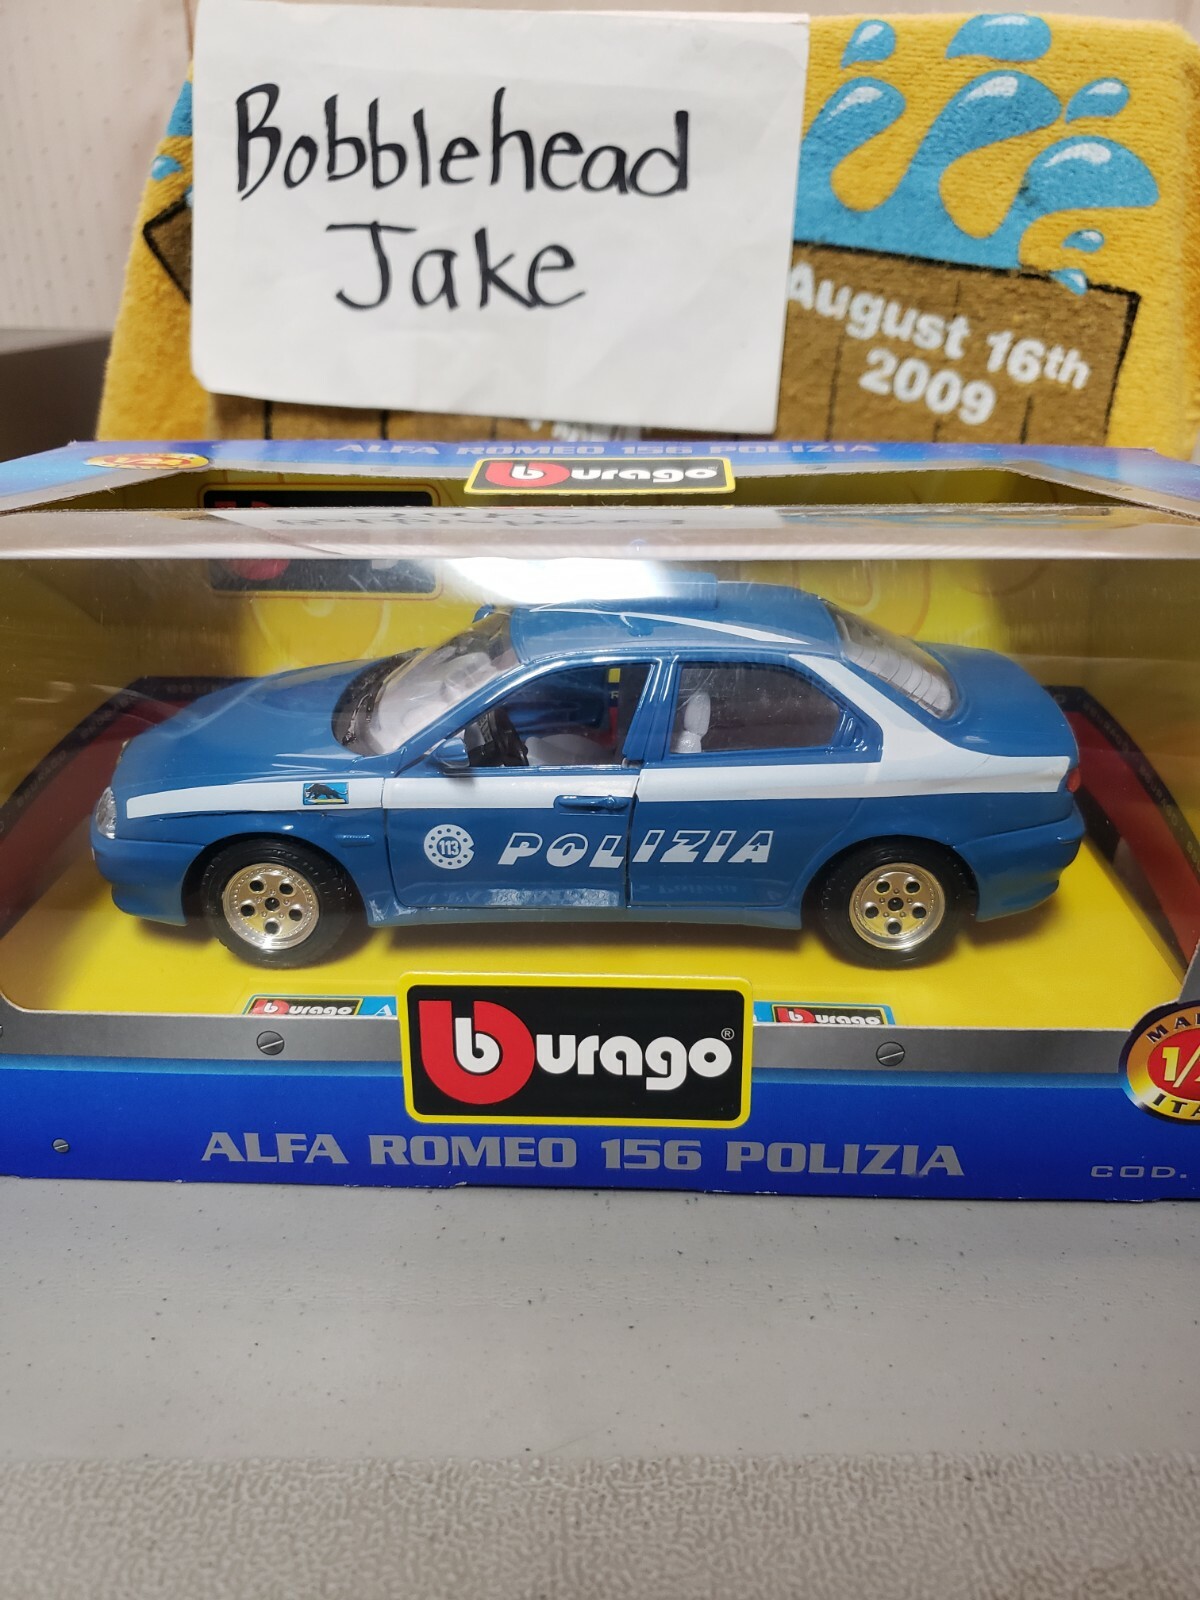 Bobblehead
Jake
August 16th
2009
ALFA ROMEO 156 POLIZIA
burago
113 POLIZIA
burago A
burago
burago®
ALFA ROMEO 156 POLIZIA
COD.